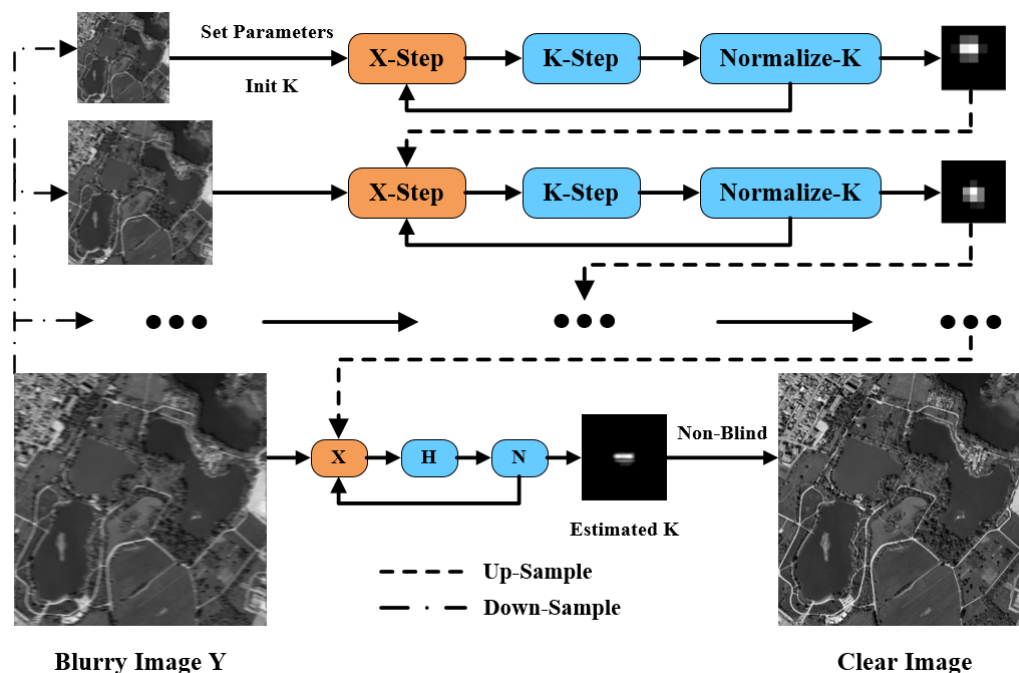 Set Parameters
Init K
X-Step
K-Step
Normalize-K
X-Step
K-Step
Normalize-K
X
H
N
Non-Blind
Estimated K
Up-Sample
Down-Sample
Blurry Image Y
Clear Image